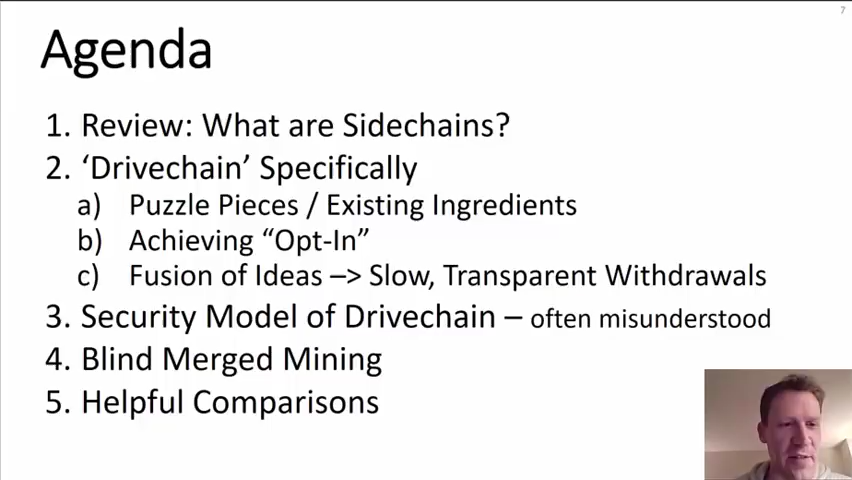 7
Agenda
1. Review: What are Sidechains?
2. ‘Drivechain’ Specifically
a) Puzzle Pieces / Existing Ingredients
b) Achieving “Opt-In”
c) Fusion of Ideas –> Slow, Transparent Withdrawals
3. Security Model of Drivechain – often misunderstood
4. Blind Merged Mining
5. Helpful Comparisons